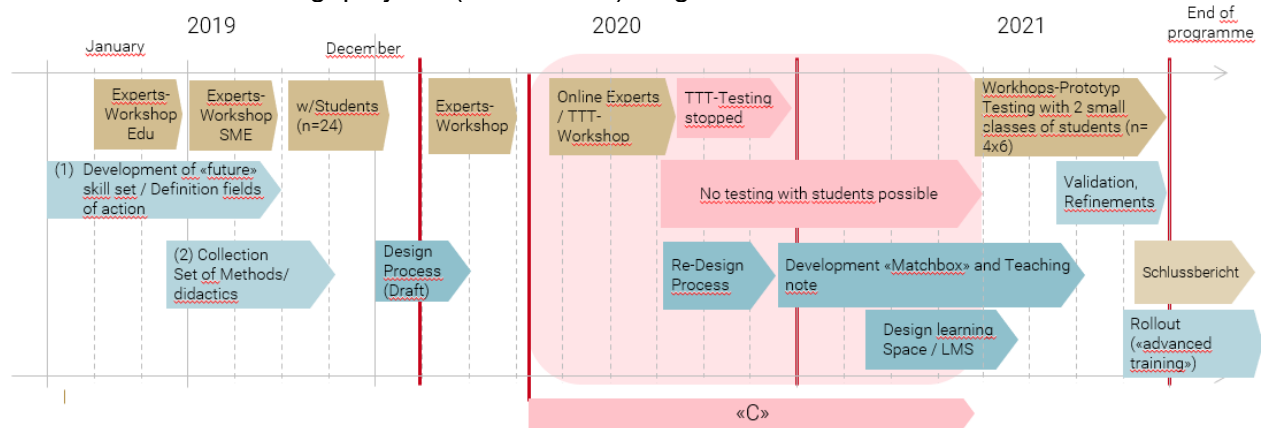 2019
2020
2021
End of
programme
January
December
Experts-
Workshop
Edu
Experts-
Workshop
SME
w/Students
(n=24)
Experts-
Workshop
Online Experts
/ TTT-
Workshop
TTT-Testing
stopped
Workhops-Prototyp
Testing with 2 small
classes of students (n=
4x6)
(1) Development of «future»
skill set / Definition fields
of action
No testing with students possible
Validation,
Refinements
(2) Collection
Set of Methods/
didactics
Design
Process
(Draft)
Re-Design
Process
Development «Matchbox» and Teaching
note
Schlussbericht
Design learning
Space / LMS
Rollout
(«advanced
training»)
«C»